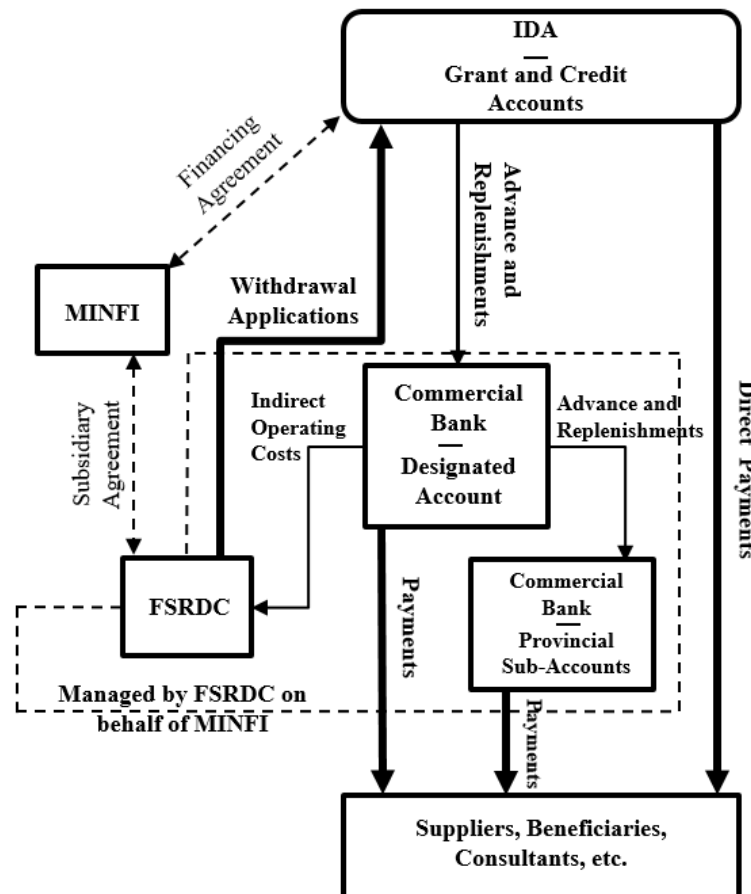 IDA
Grant and Credit
Accounts
Financing
Agreement
Advance and
Replenishments
MINFI
Withdrawal
Applications
Direct Payments
Subsidiary
Agreement
Indirect
Operating
Costs
Commercial
Bank
Designated
Account
Advance and
Replenishments
FSRDC
Payments
Commercial
Bank
Provincial
Sub-Accounts
Managed by FSRDC on
behalf of MINFI
Payments
Suppliers, Beneficiaries,
Consultants, etc.